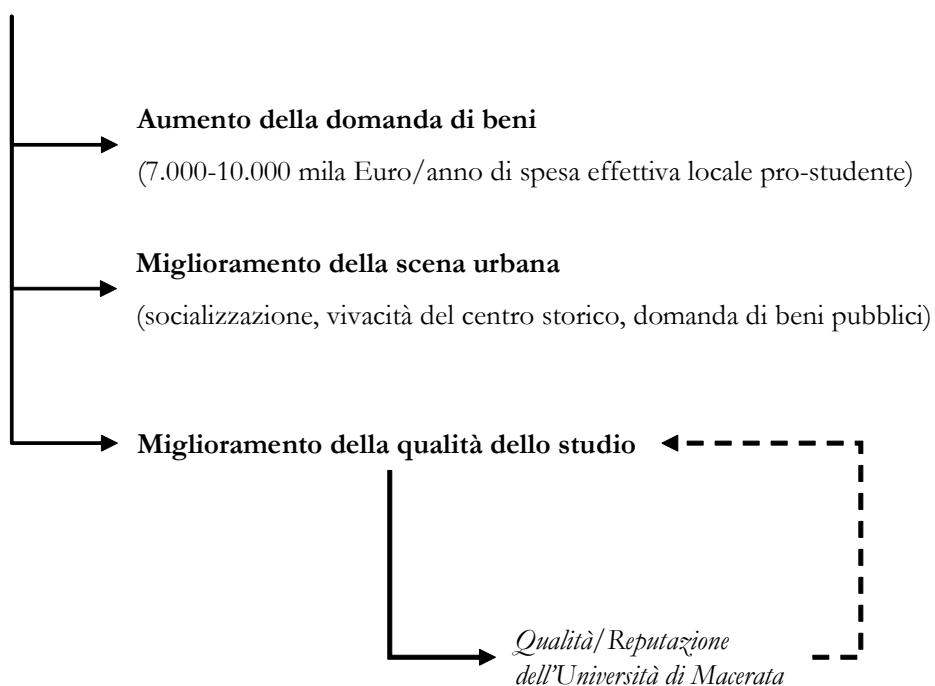 Aumento della domanda di beni
(7.000-10.000 mila Euro/anno di spesa effettiva locale pro-studente)
Miglioramento della scena urbana
(socializzazione, vivacità del centro storico, domanda di beni pubblici)
Miglioramento della qualità dello studio
Qualità/Reputazione
dell'Università di Macerata